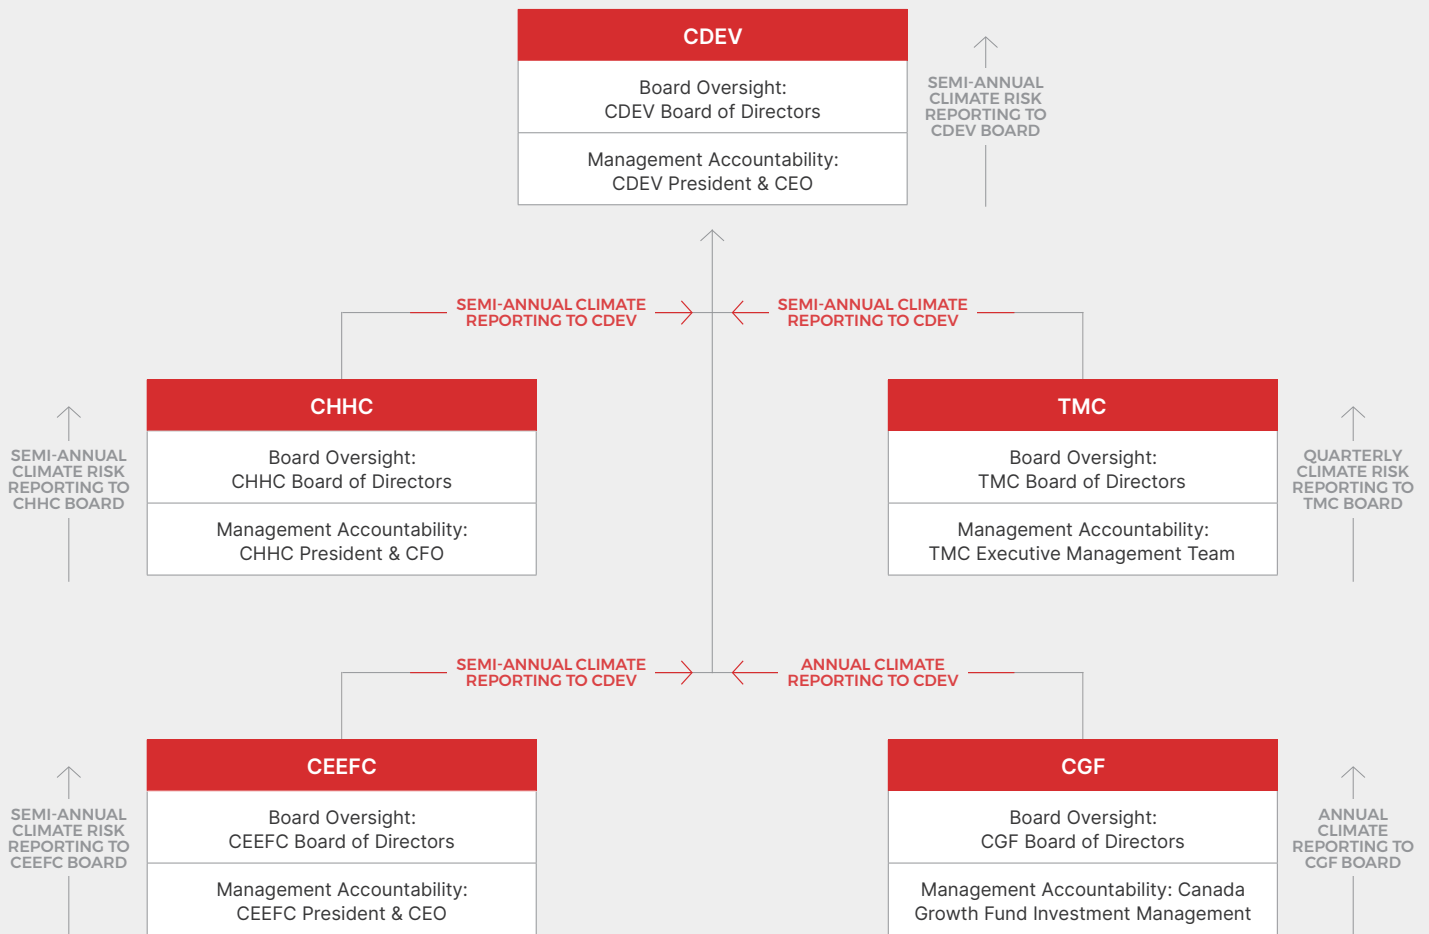 CDEV
Board Oversight:
CDEV Board of Directors
Management Accountability:
CDEV President & CEO
SEMI-ANNUAL
CLIMATE RISK
REPORTING TO
CDEV BOARD
SEMI-ANNUAL CLIMATE
REPORTING TO CDEV
SEMI-ANNUAL CLIMATE
REPORTING TO CDEV
SEMI-ANNUAL
CLIMATE RISK
REPORTING TO
CHHC BOARD
CHHC
Board Oversight:
CHHC Board of Directors
Management Accountability:
CHHC President & CFO
TMC
Board Oversight:
TMC Board of Directors
Management Accountability:
TMC Executive Management Team
QUARTERLY
CLIMATE RISK
REPORTING TO
TMC BOARD
SEMI-ANNUAL CLIMATE
REPORTING TO CDEV
ANNUAL CLIMATE
REPORTING TO CDEV
SEMI-ANNUAL
CLIMATE RISK
REPORTING TO
CEEFC BOARD
CEEFC
Board Oversight:
CEEFC Board of Directors
Management Accountability:
CEEFC President & CEO
CGF
Board Oversight:
CGF Board of Directors
Management Accountability: Canada
Growth Fund Investment Management
ANNUAL
CLIMATE
REPORTING TO
CGF BOARD